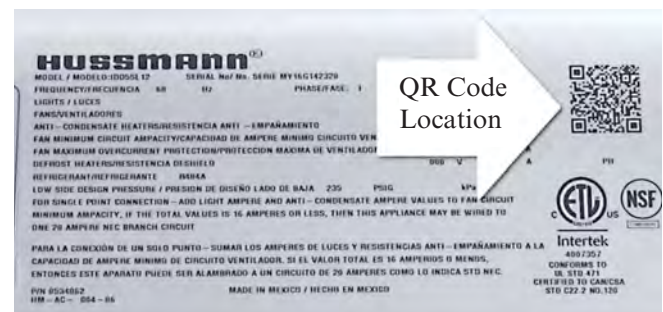 HUSSMANN®
MODEL / MODELO:IDD5SL12 SERIAL No/ No. SERIE MY16G142320
FREQUENCY/FRECUENCIA 60 HZ PHASE/FASE. 1
LIGHTS / LUCES
FANS/VENTILADORES
ANTI – CONDENSATE HEATERS/RESISTENCIA ANTI – EMPAÑAMIENTO
FAN MINIMUM CIRCUIT AMPACITY/CAPACIDAD DE AMPERE MINIMO CIRCUITO
FAN MAXIMUM OVERCURRENT PROTECTION/PROTECCION MAXIMA DE A
DEFROST HEATERS/RESISTENCIA DESHIELO V A PH
REFRIGERANT/REFRIGERANTE R404A
LOW SIDE DESIGN PRESSURE / PRESION DE DISEÑO LADO DE BAJA 235 PSIG kPa
FOR SINGLE POINT CONNECTION – ADD LIGHT AMPERE AND ANTI – CONDENSATE AMPERE VALUES TO FAN CIRCUIT
MINIMUM AMPACITY, IF THE TOTAL VALUES IS 16 AMPERES OR LESS, THEN THIS APPLIANCE MAY BE WIRED TO
ONE 20 AMPERE NEC BRANCH CIRCUIT
PARA LA CONEXIÓN DE UN SOLO PUNTO – SUMAR LOS AMPERES DE LUCES Y RESISTENCIAS ANTI – EMPAÑAMIENTO A LA
CAPACIDAD DE AMPERE MINIMO DE CIRCUITO VENTILADOR. SI EL VALOR TOTAL ES 16 AMPERIOS O MENOS,
ENTONCES ESTE APARATO PUEDE SER ALAMBRADO A UN CIRCUITO DE 20 AMPERES COMO LO INDICA STD NEC.
P/N 0534862 MADE IN MEXICO / HECHO EN MEXICO
HM – AC –
QR Code
Location
C ETL US
NSF
Intertek
4007357
CONFORMS TO
UL STD 471
CERTIFIED TO CAN/CSA
STD C22.2 NO.120